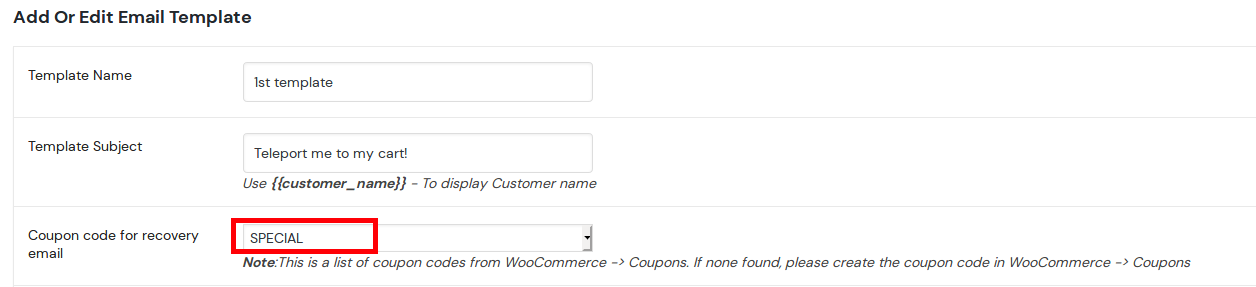 Add Or Edit Email Template
Template Name
1st template
Template Subject
Teleport me to my cart!
Use {{customer_name}} - To display Customer name
Coupon code for recovery
email
SPECIAL
Note:This is a list of coupon codes from WooCommerce -> Coupons. If none found, please create the coupon code in WooCommerce -> Coupons